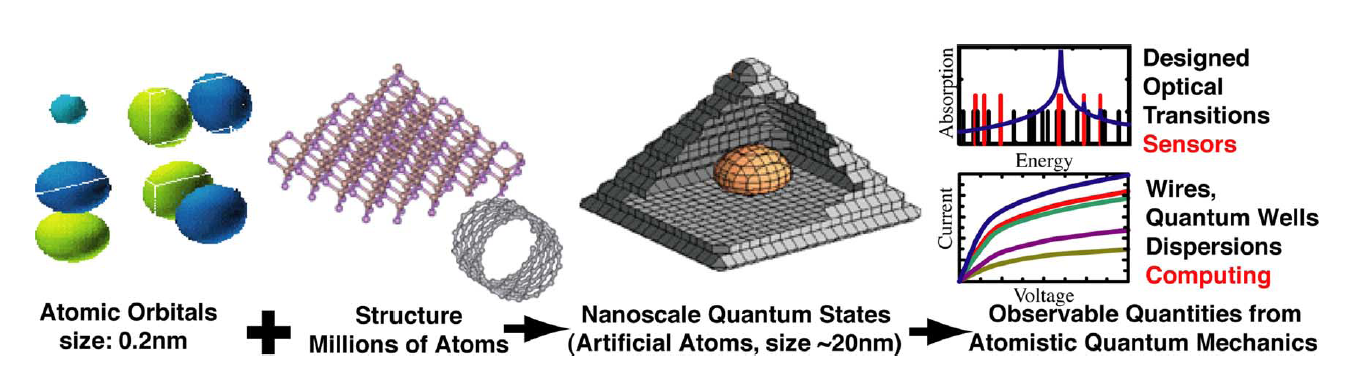 Atomic Orbitals
size: 0.2nm
+
Structure
Millions of Atoms
Nanoscale Quantum States
(Artificial Atoms, size ~20nm)
Absorption
Energy
Designed
Optical
Transitions
Sensors
Current
Voltage
Wires,
Quantum Wells
Dispersions
Computing
Observable Quantities from
Atomistic Quantum Mechanics